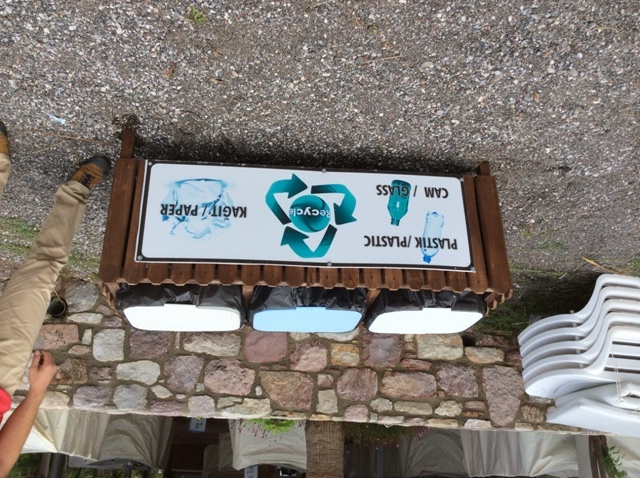 PLASTİK/PLASTIC
CAM / GLASS
Recycle
KAĞIT/PAPER